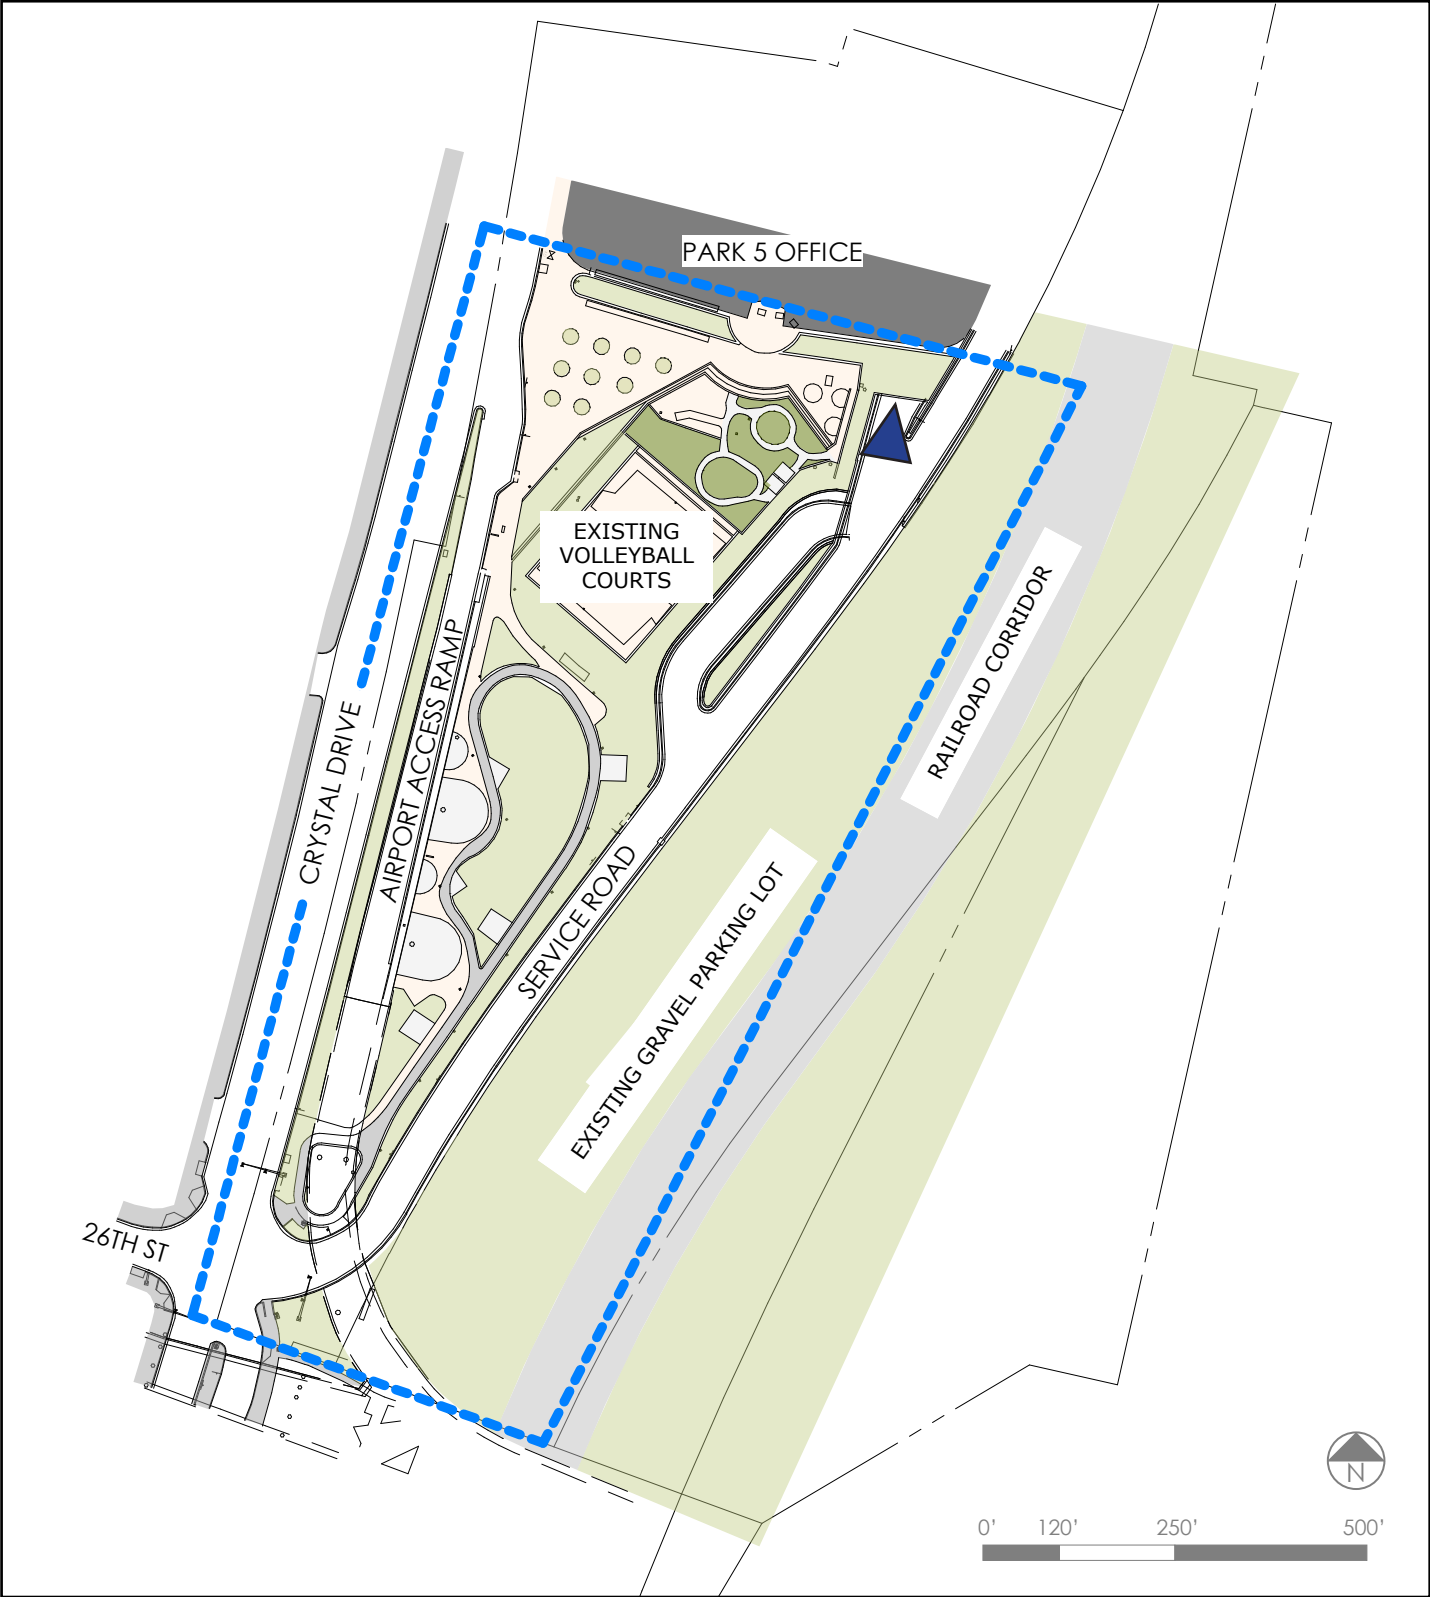 PARK 5 OFFICE
EXISTING
VOLLEYBALL
COURTS
RAILROAD CORRIDOR
AIRPORT ACCESS RAMP
CRYSTAL DRIVE
SERVICE ROAD
EXISTING GRAVEL PARKING LOT
26TH ST
N
0' 120' 250' 500'